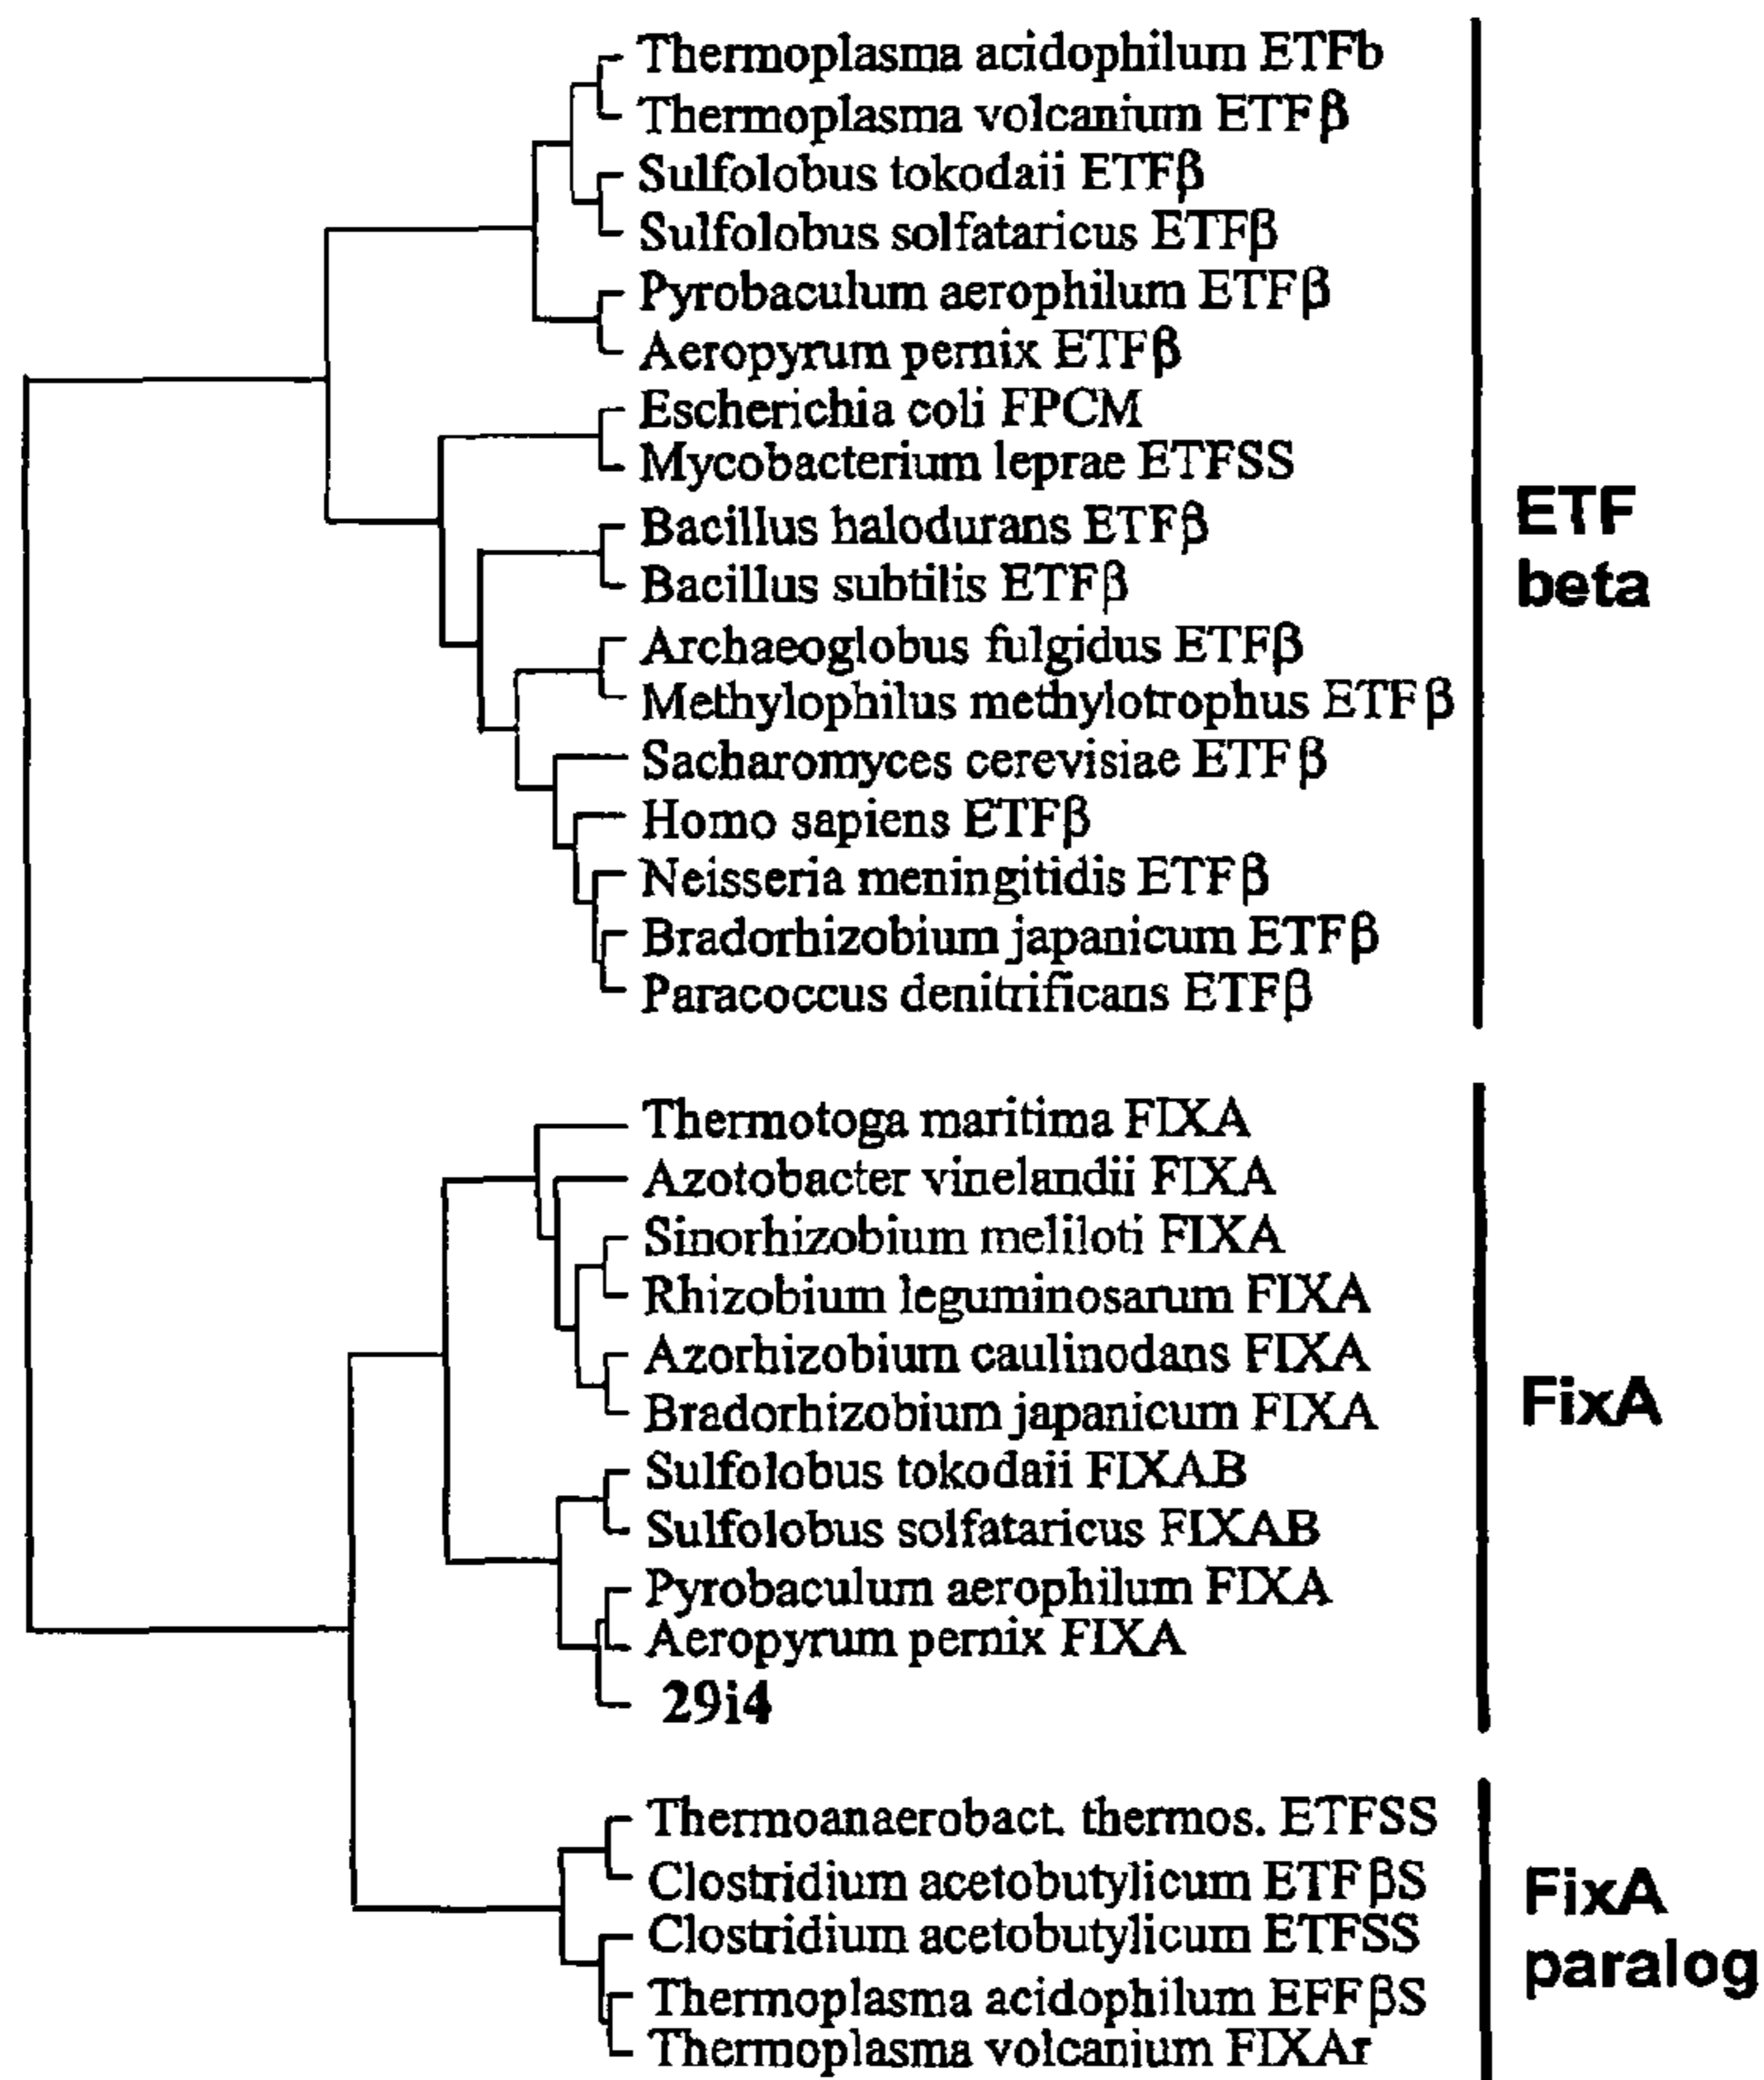 Thermoplasma acidophilum ETFb
Thermoplasma volcanium ETFβ
Sulfolobus tokodaii ETFβ
Sulfolobus solfataricus ETFβ
Pyrobaculum aerophilum ETFβ
Aeropyrum pernix ETFβ
Escherichia coli FPCM
Mycobacterium leprae ETFSS
Bacillus halodurans ETFβ
Bacillus subtilis ETFβ
Archaeoglobus fulgidus ETFβ
Methylophilus methylotrophus ETFβ
Sacharomyces cerevisiae ETFβ
Homo sapiens ETFβ
Neisseria meningitidis ETFβ
Bradorhizobium japanicum ETFβ
Paracoccus denitrificans ETFβ
ETF
beta
Thermotoga maritima FIXA
Azotobacter vinelandii FIXA
Sinorhizobium meliloti FIXA
Rhizobium leguminosarum FIXA
Azorhizobium caulinodans FIXA
Bradorhizobium japanicum FIXA
Sulfolobus tokodaii FIXAB
Sulfolobus solfataricus FIXAB
Pyrobaculum aerophilum FIXA
Aeropyrum pernix FIXA
29i4
FixA
Thermoanaerobact. thermos. ETFSS
Clostridium acetobutylicum ETFβS
Clostridium acetobutylicum ETFSS
Thermoplasma acidophilum EFFβS
Thermoplasma volcanium FIXAr
FixA
paralog